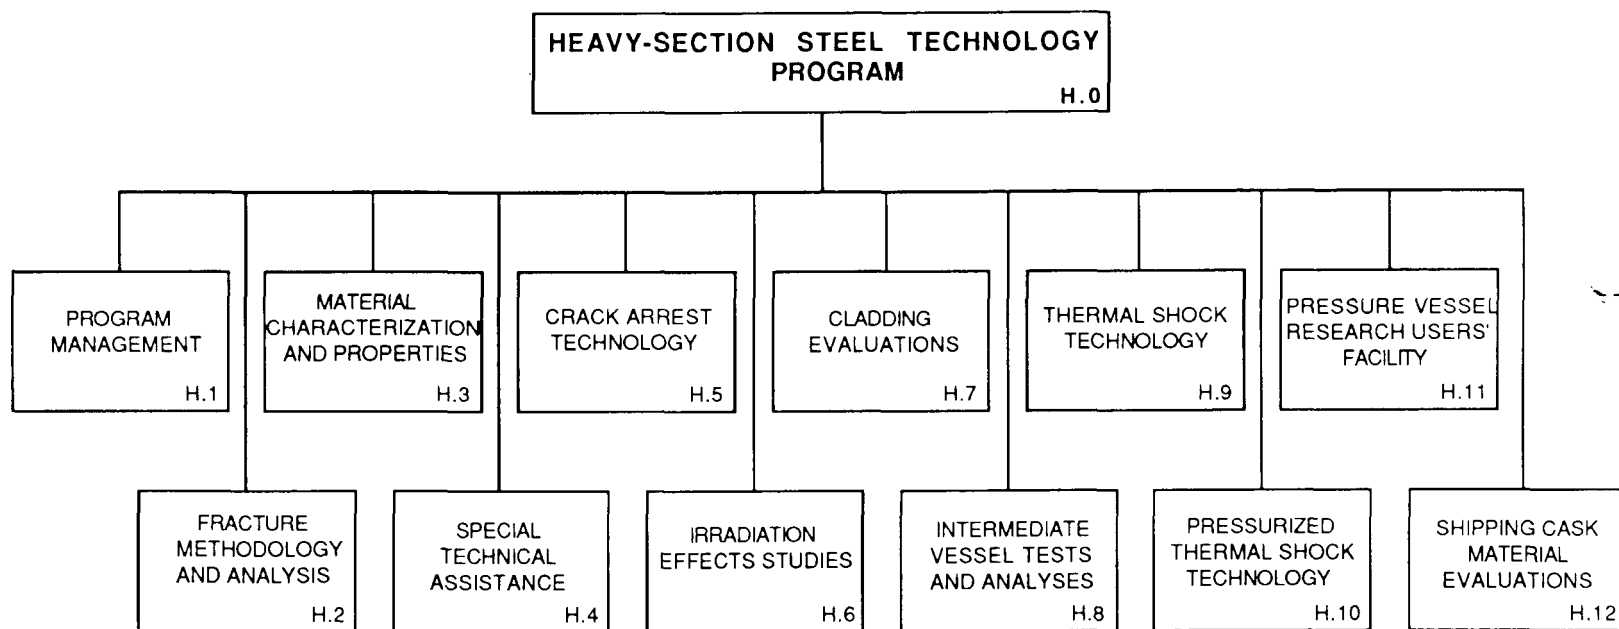 HEAVY-SECTION STEEL TECHNOLOGY
PROGRAM
H.0
PROGRAM
MANAGEMENT
H.1
MATERIAL
CHARACTERIZATION
AND PROPERTIES
H.3
CRACK ARREST
TECHNOLOGY
H.5
CLADDING
EVALUATIONS
H.7
THERMAL SHOCK
TECHNOLOGY
H.9
PRESSURE VESSEL
RESEARCH USERS'
FACILITY
H.11
FRACTURE
METHODOLOGY
AND ANALYSIS
H.2
SPECIAL
TECHNICAL
ASSISTANCE
H.4
IRRADIATION
EFFECTS STUDIES
H.6
INTERMEDIATE
VESSEL TESTS
AND ANALYSES
H.8
PRESSURIZED
THERMAL SHOCK
TECHNOLOGY
H.10
SHIPPING CASK
MATERIAL
EVALUATIONS
H.12